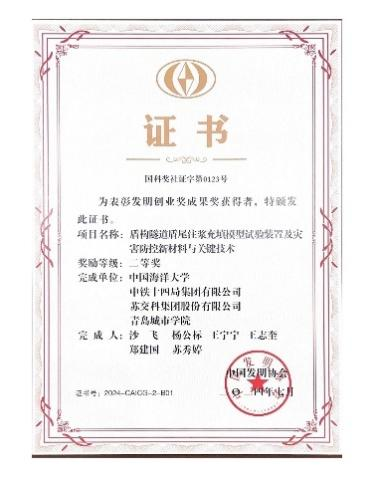 证书
国科奖社证字第0123号
为表彰发明创业奖成果奖获得者，特颁发
此证书。
项目名称：盾构隧道盾尾注浆充填模型试验装置及灾
害防控新材料与关键技术
奖励等级：二等奖
完成单位：中国海洋大学
中铁十四局集团有限公司
苏交科集团股份有限公司
青岛城市学院
完成人：沙飞 杨公标 王宁宁 王志奎
郑建国 苏秀婷
中国发明协会
二〇二四年七月
证书号：2024-CAICG-2-B01